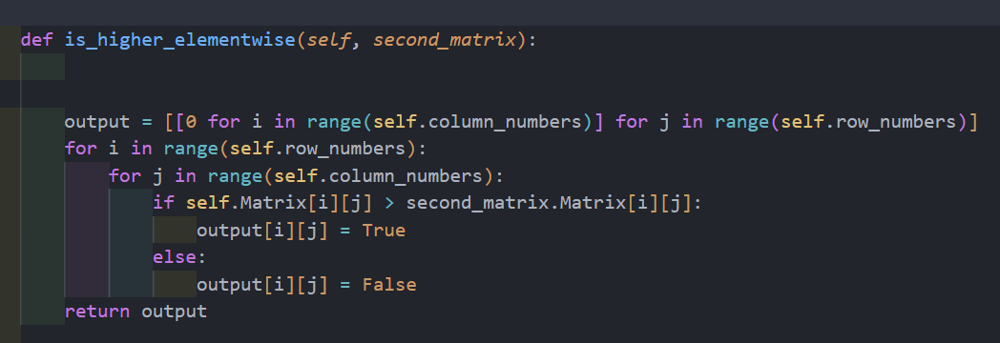 def is_higher_elementwise(self, second_matrix):
output = [[0 for i in range(self.column_numbers)] for j in range(self.row_numbers)]
for i in range(self.row_numbers):
for j in range(self.column_numbers):
if self.Matrix[i][j] > second_matrix.Matrix[i][j]:
output[i][j] = True
else:
output[i][j] = False
return output